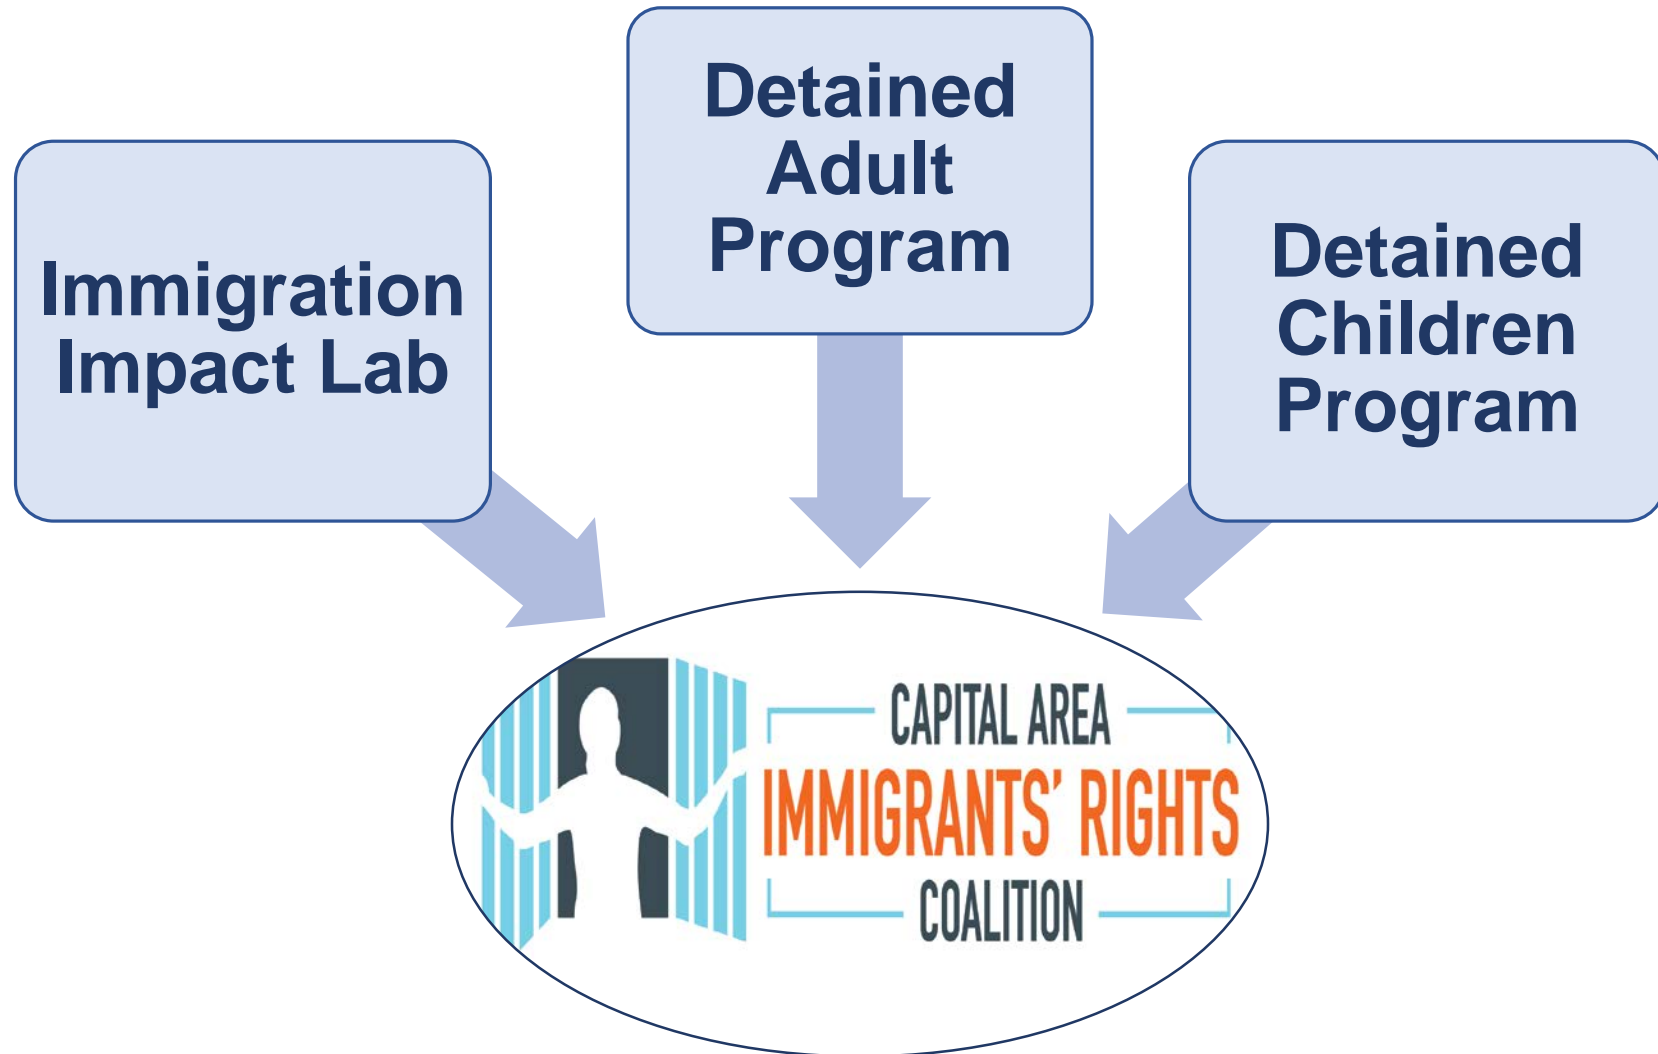 Immigration
Impact Lab
Detained
Adult
Program
Detained
Children
Program
CAPITAL AREA
IMMIGRANTS' RIGHTS
COALITION